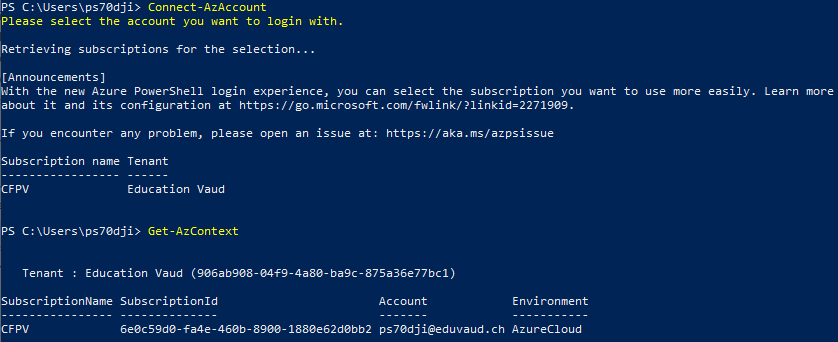 PS C:\Users\ps70dji> Connect-AzAccount
Please select the account you want to login with.
Retrieving subscriptions for the selection...
[Announcements]
With the new Azure PowerShell login experience, you can select the subscription you want to use more easily. Learn more
about it and its configuration at https://go.microsoft.com/fwlink/?linkid=2271909.
If you encounter any problem, please open an issue at: https://aka.ms/azpsissue
Subscription name Tenant
----------------- ------
CFPV              Education Vaud
PS C:\Users\ps70dji> Get-AzContext
Tenant : Education Vaud (906ab908-04f9-4a80-ba9c-875a36e77bc1)
SubscriptionName SubscriptionId                       Account            Environment
---------------- --------------                       -------            -----------
CFPV             6e0c59d0-fa4e-460b-8900-1880e62d0bb2 ps70dji@eduvaud.ch AzureCloud